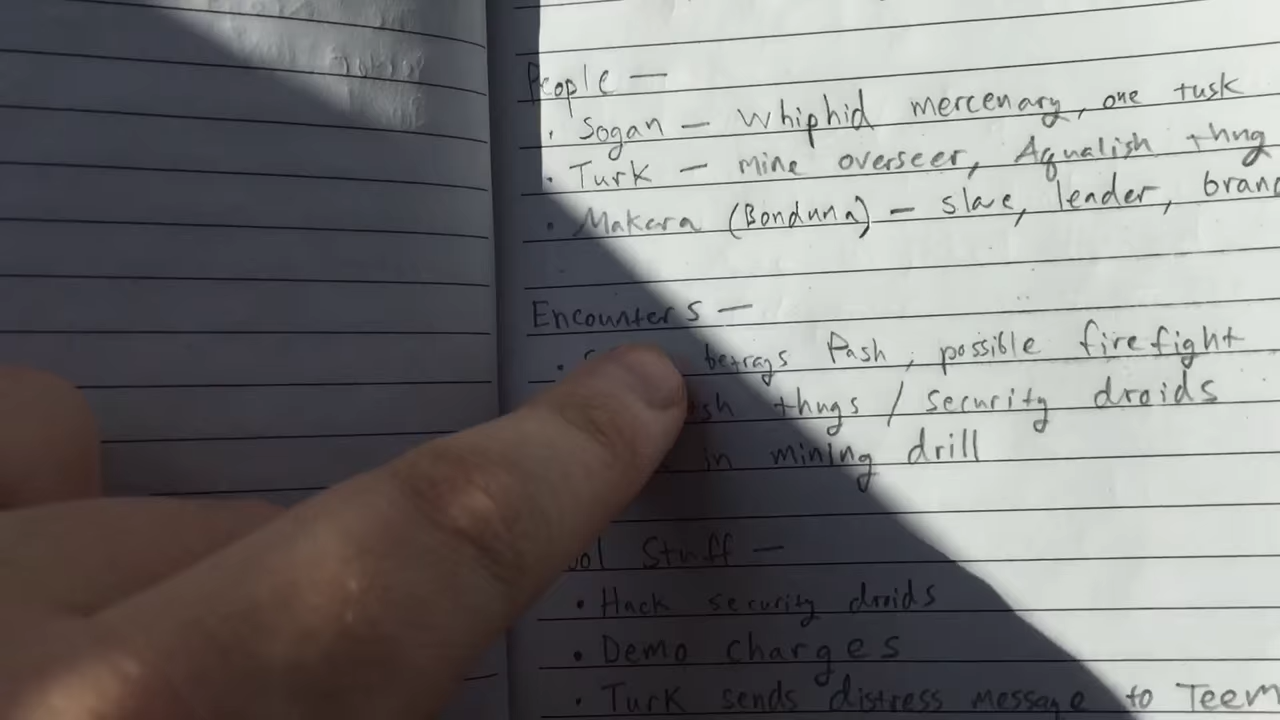 People —
· Sogan — Whiphid mercenary, one tusk
· Turk — mine overseer, Aqualish thug
· Makara (Bonduna) — slave, leader, brand
Encounters —
· betrays Pash, possible firefight
thugs / security droids
in mining drill
Stuff —
· Hack security droids
· Demo charges
· Turk sends distress message to Teem